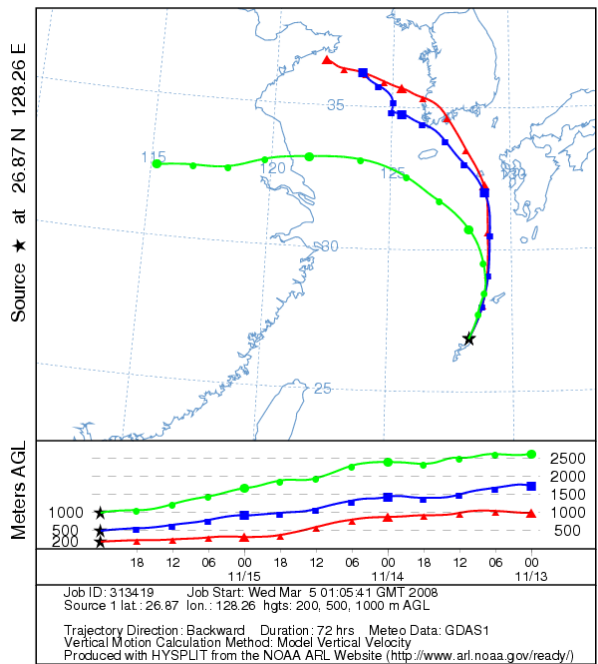 Source ★ at 26.87 N 128.26 E
115
120
125
130
35
30
25
Meters AGL
1000
500
200
2500
2000
1500
1000
500
18 12 06 00 18 12 06 00 18 12 06 00
11/15 11/14 11/13
Job ID: 313419 Job Start: Wed Mar 5 01:05:41 GMT 2008
Source 1 lat.: 26.87 lon.: 128.26 hgts: 200, 500, 1000 m AGL
Trajectory Direction: Backward Duration: 72 hrs Meteo Data: GDAS1
Vertical Motion Calculation Method: Model Vertical Velocity
Produced with HYSPLIT from the NOAA ARL Website (http://www.arl.noaa.gov/ready/)